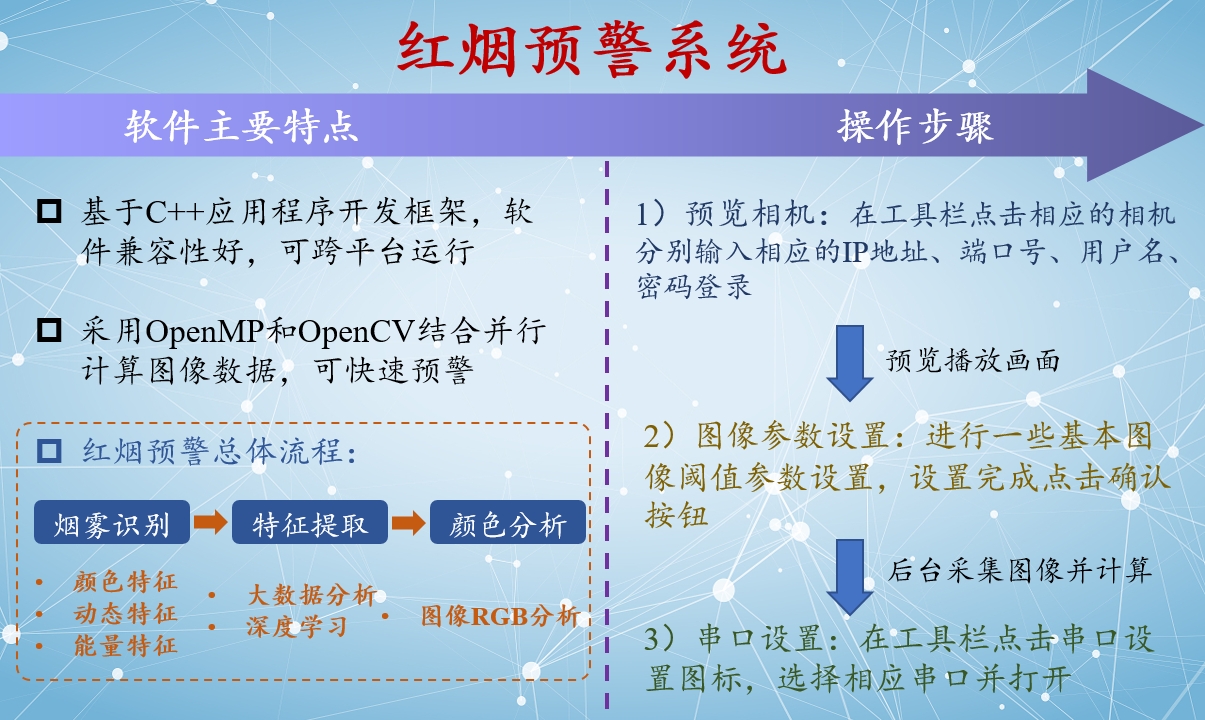 红烟预警系统
软件主要特点
操作步骤
基于C++应用程序开发框架，软
件兼容性好，可跨平台运行
采用OpenMP和OpenCV结合并行
计算图像数据，可快速预警
红烟预警总体流程：
烟雾识别
特征提取
颜色分析
• 颜色特征
• 动态特征
• 能量特征
• 大数据分析
• 深度学习
• 图像RGB分析
1）预览相机：在工具栏点击相应的相机
分别输入相应的IP地址、端口号、用户名、
密码登录
预览播放画面
2）图像参数设置：进行一些基本图
像阈值参数设置，设置完成点击确认
按钮
后台采集图像并计算
3）串口设置：在工具栏点击串口设
置图标，选择相应串口并打开